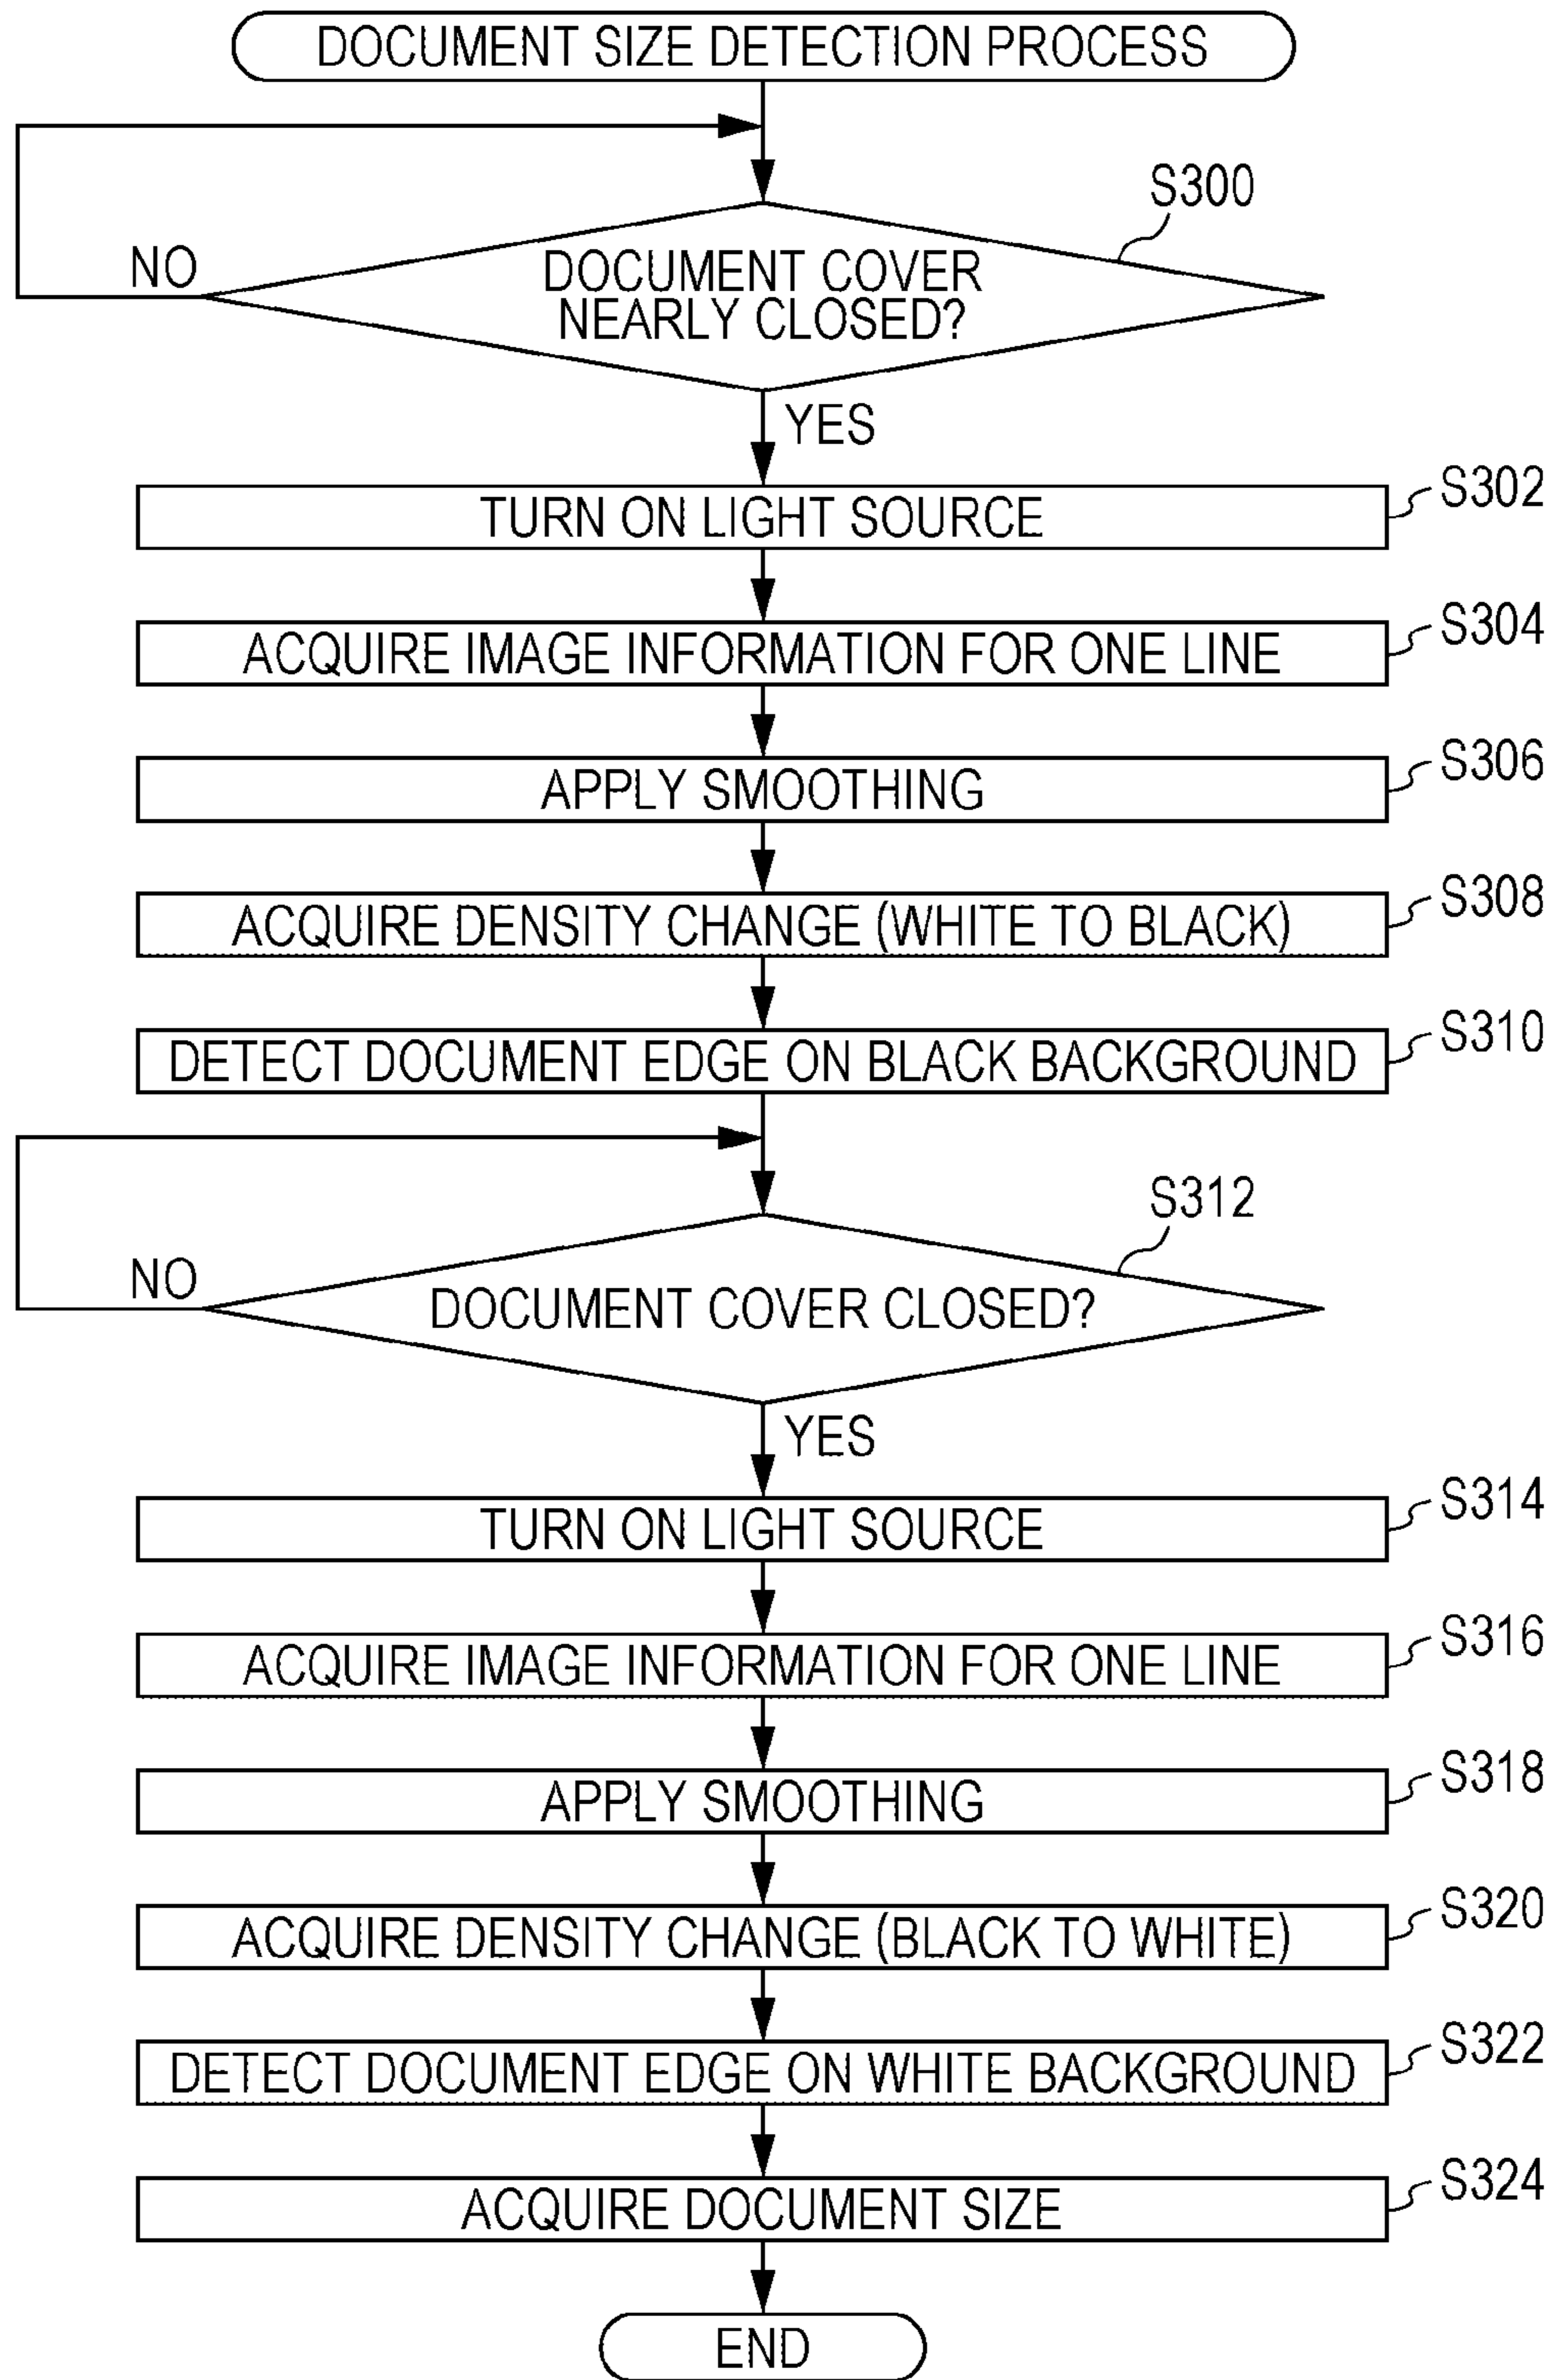 DOCUMENT SIZE DETECTION PROCESS
S300
NO
DOCUMENT COVER
NEARLY CLOSED?
YES
S302
TURN ON LIGHT SOURCE
S304
ACQUIRE IMAGE INFORMATION FOR ONE LINE
S306
APPLY SMOOTHING
S308
ACQUIRE DENSITY CHANGE (WHITE TO BLACK)
S310
DETECT DOCUMENT EDGE ON BLACK BACKGROUND
S312
NO
DOCUMENT COVER CLOSED?
YES
S314
TURN ON LIGHT SOURCE
S316
ACQUIRE IMAGE INFORMATION FOR ONE LINE
S318
APPLY SMOOTHING
S320
ACQUIRE DENSITY CHANGE (BLACK TO WHITE)
S322
DETECT DOCUMENT EDGE ON WHITE BACKGROUND
S324
ACQUIRE DOCUMENT SIZE
END